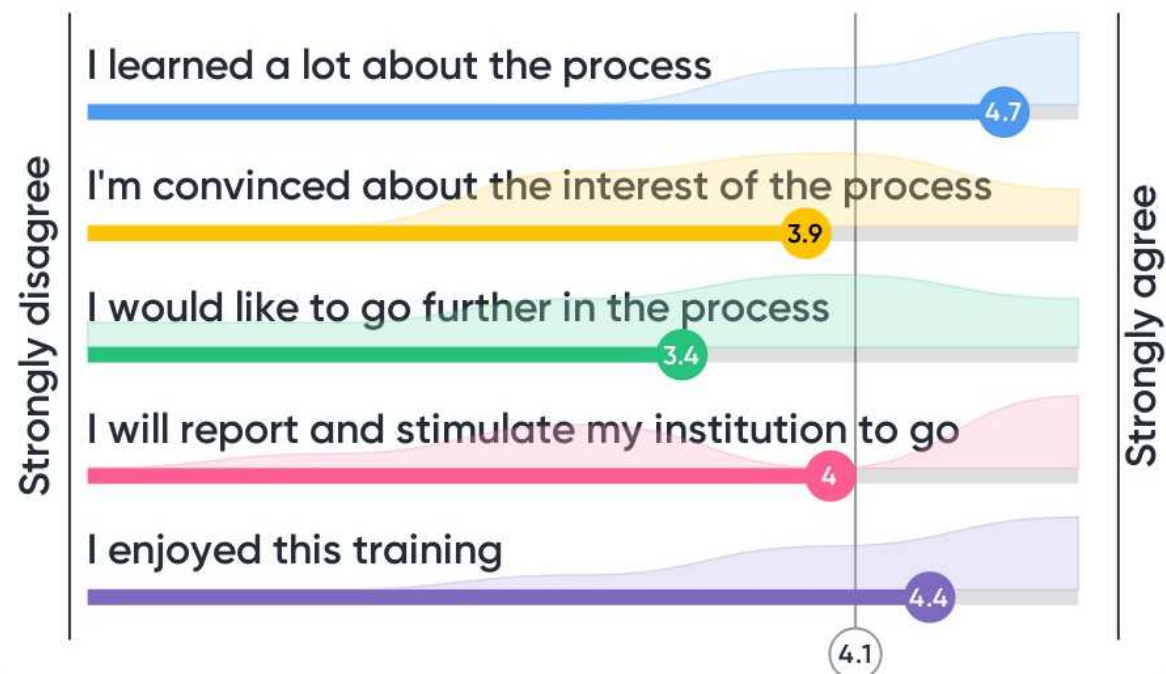 Strongly disagree
I learned a lot about the process
4.7
I'm convinced about the interest of the process
3.9
I would like to go further in the process
3.4
I will report and stimulate my institution to go
4
I enjoyed this training
4.4
4.1
Strongly agree